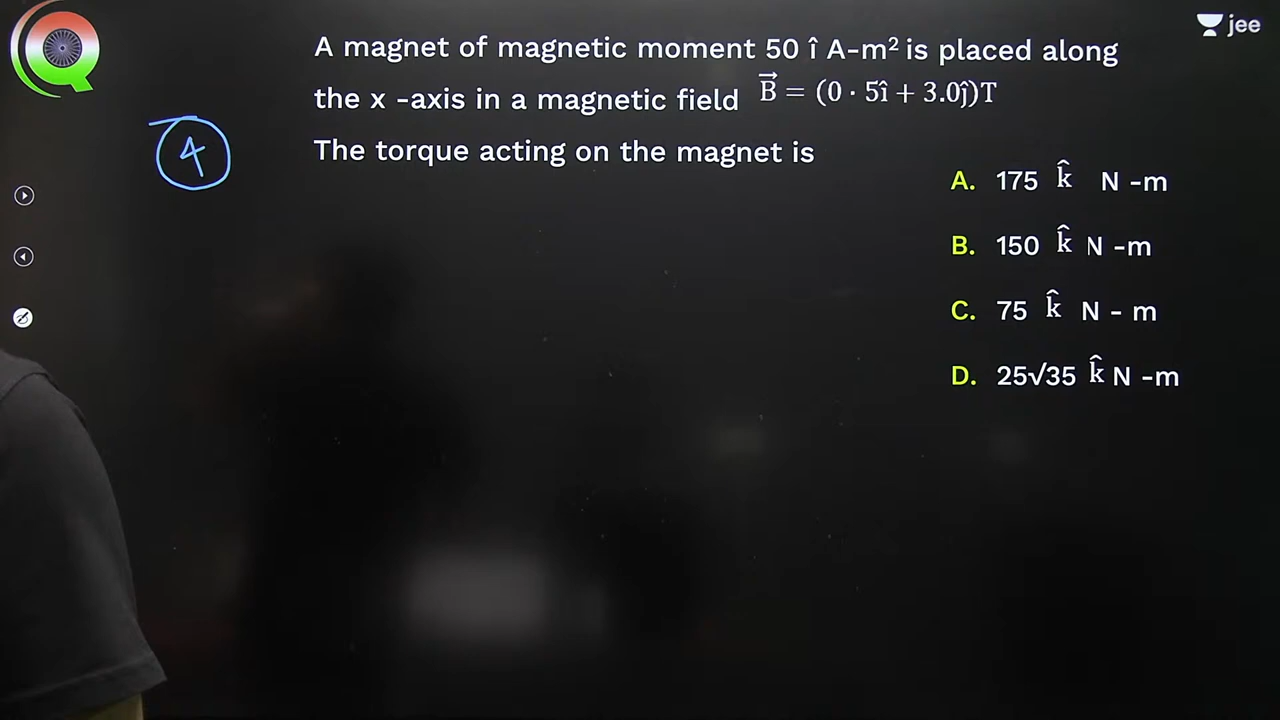 jee
A magnet of magnetic moment 50 î A-m² is placed along
the x -axis in a magnetic field B⃗ = (0 · 5î + 3.0ĵ)T
The torque acting on the magnet is
4
A. 175 k̂ N -m
B. 150 k̂ N -m
C. 75 k̂ N - m
D. 25√35 k̂ N -m